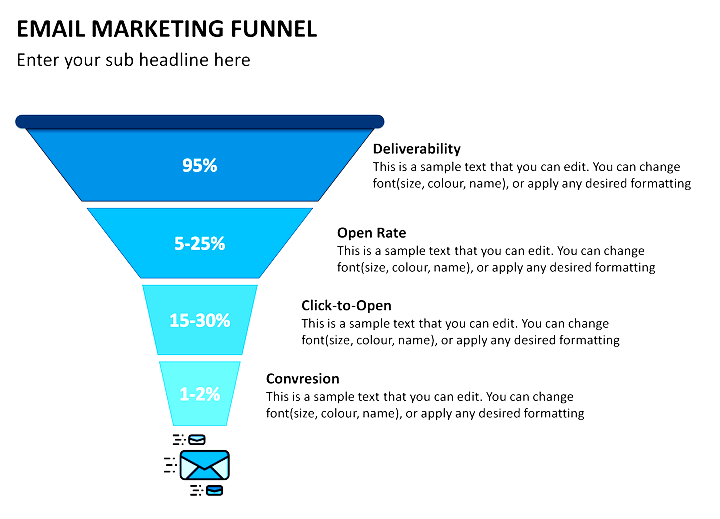 EMAIL MARKETING FUNNEL
Enter your sub headline here
95%
Deliverability
This is a sample text that you can edit. You can change
font(size, colour, name), or apply any desired formatting
5-25%
Open Rate
This is a sample text that you can edit. You can change
font(size, colour, name), or apply any desired formatting
15-30%
Click-to-Open
This is a sample text that you can edit. You can change
font(size, colour, name), or apply any desired formatting
1-2%
Convresion
This is a sample text that you can edit. You can change
font(size, colour, name), or apply any desired formatting